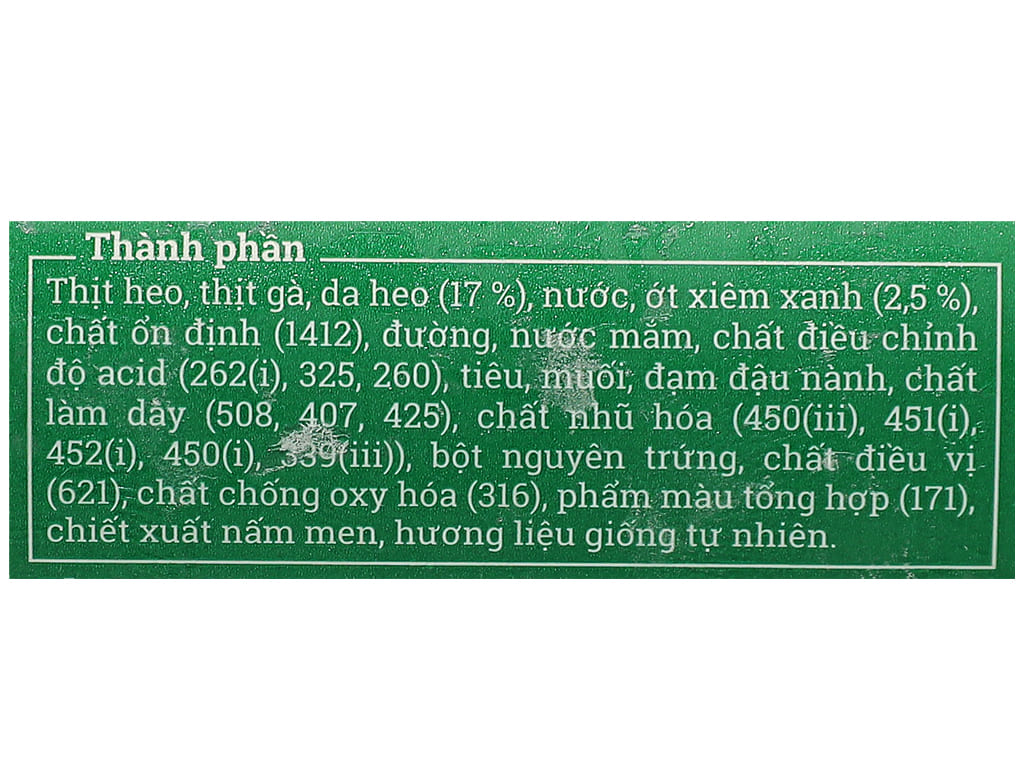 Thành phần
Thịt heo, thịt gà, da heo (17 %), nước, ớt xiêm xanh (2,5 %),
chất ổn định (1412), đường, nước mắm, chất điều chỉnh
độ acid (262(i), 325, 260), tiêu, muối, đạm đậu nành, chất
làm dày (508, 407, 425), chất nhũ hóa (450(iii), 451(i),
452(i), 450(i), 339(iii)), bột nguyên trứng, chất điều vị
(621), chất chống oxy hóa (316), phẩm màu tổng hợp (171),
chiết xuất nấm men, hương liệu giống tự nhiên.